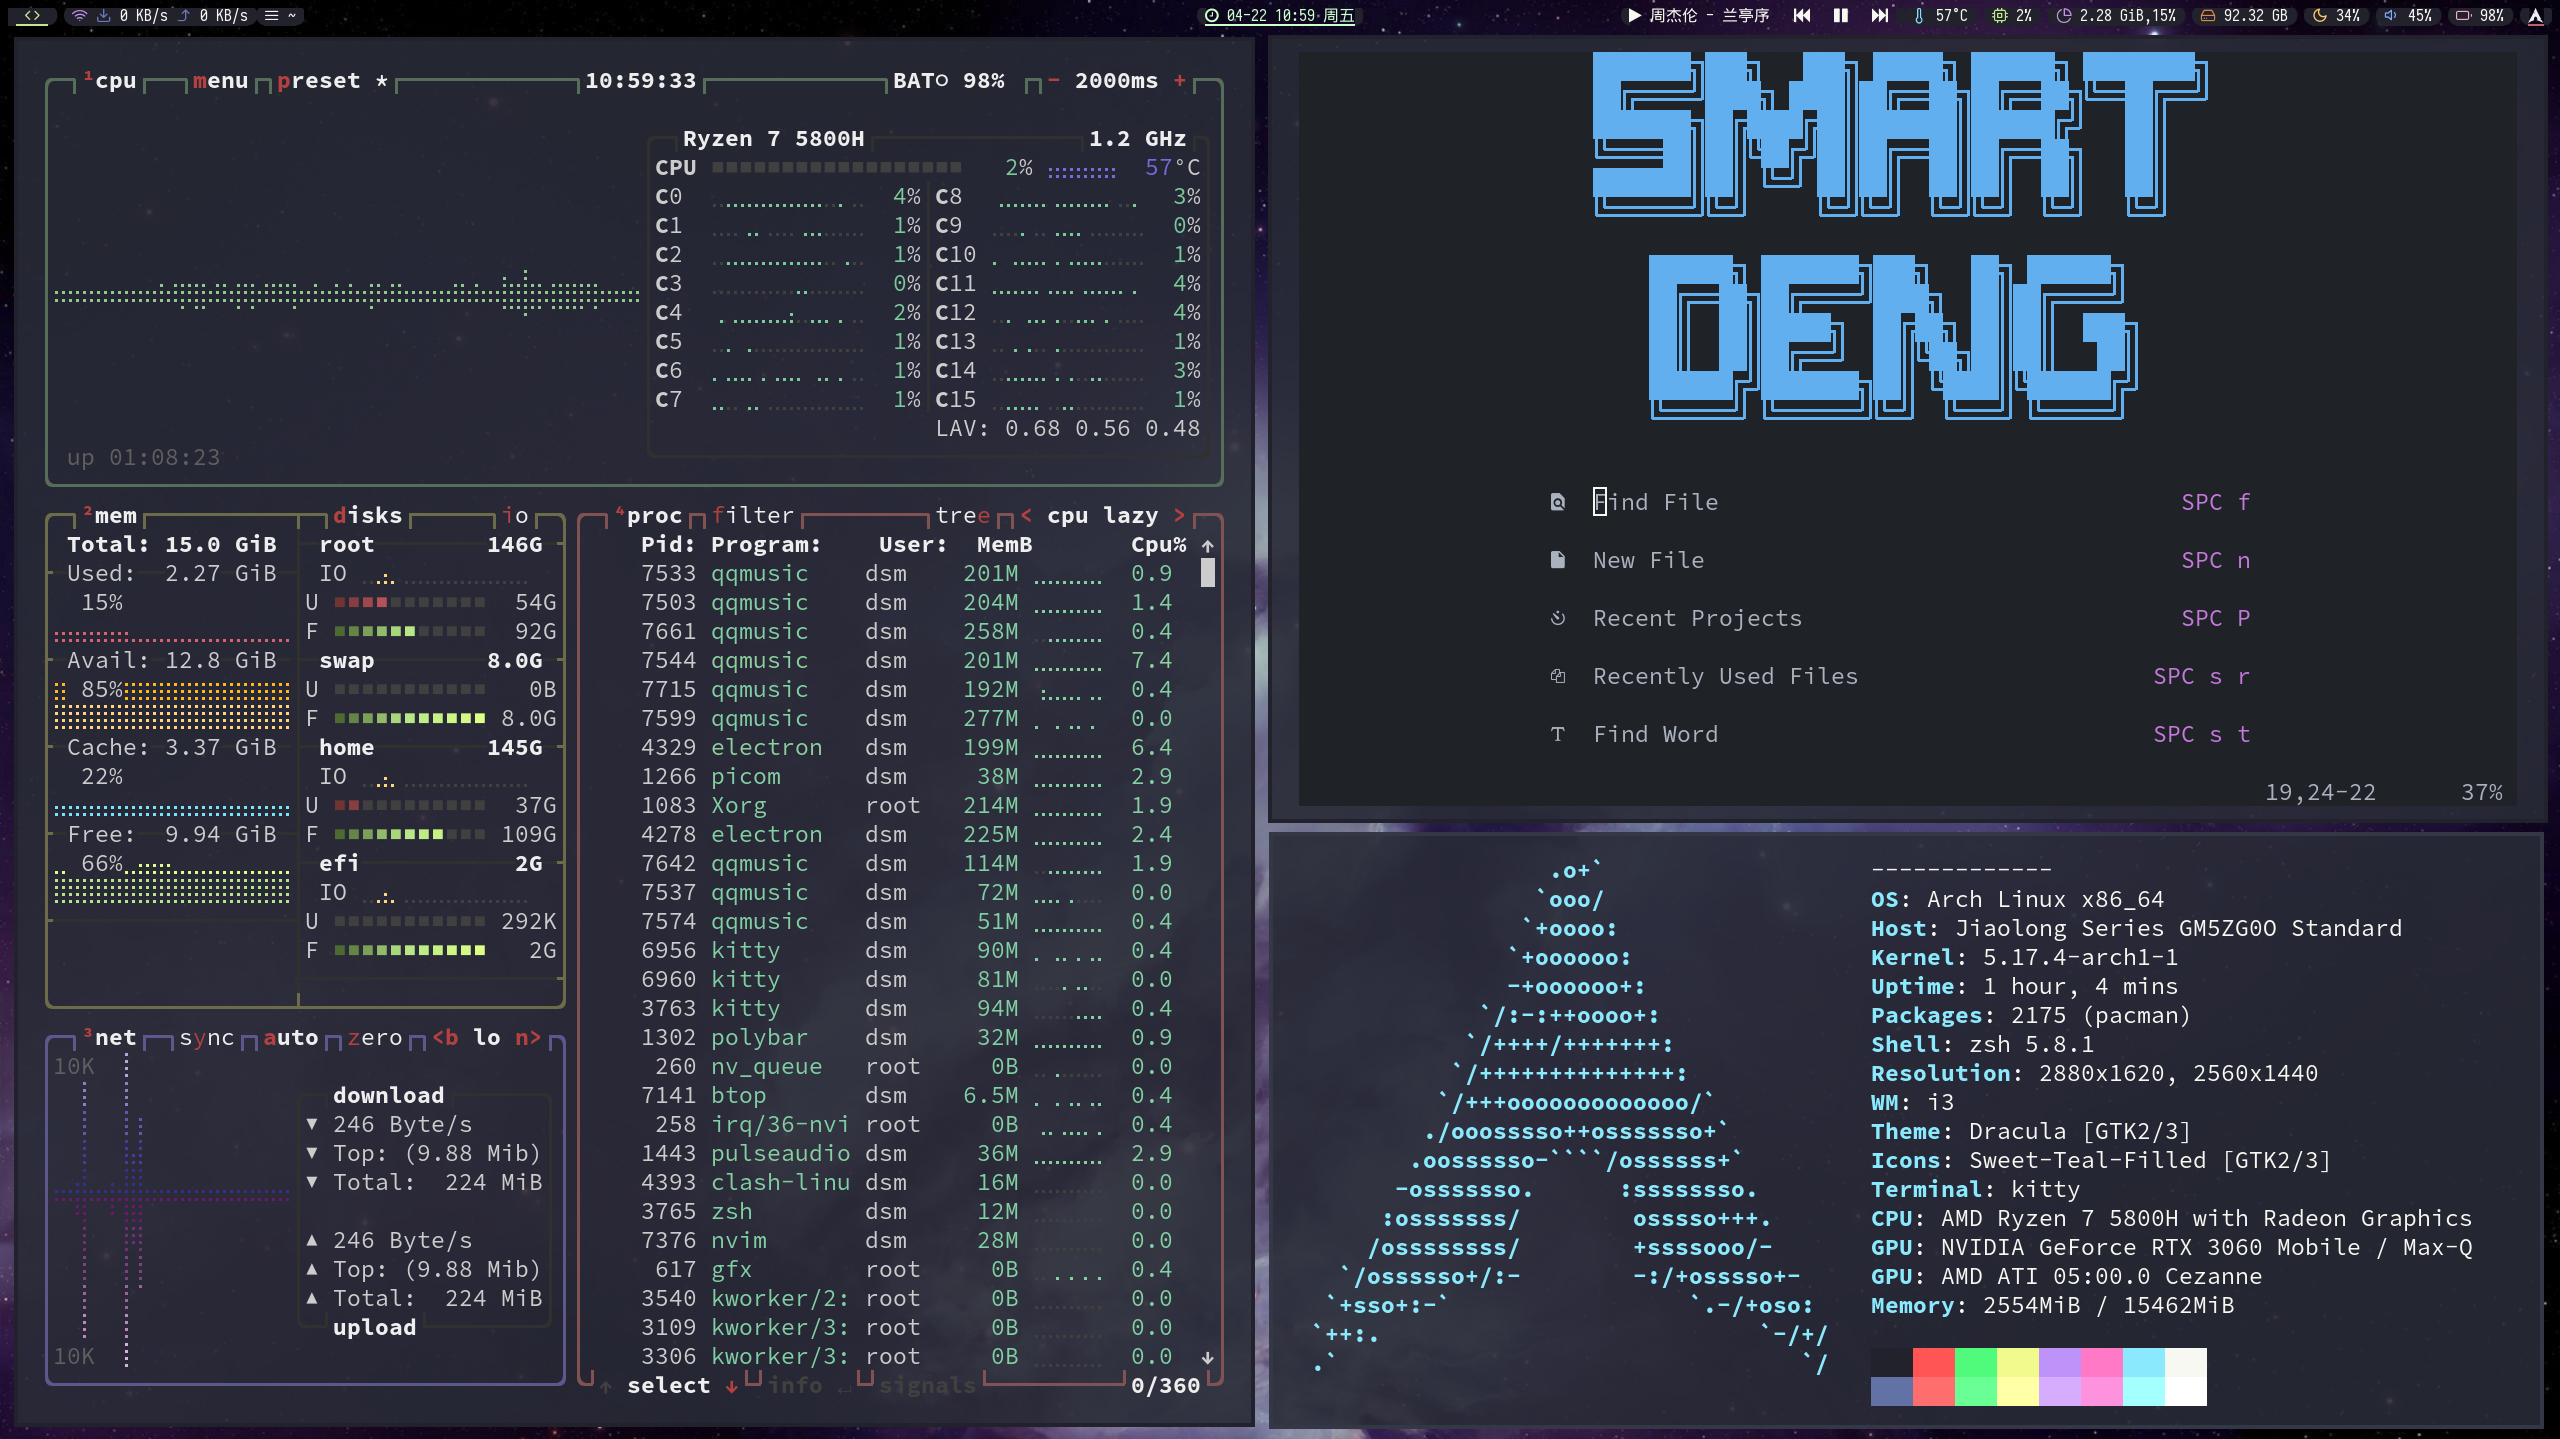 <> 0 KB/s 0 KB/s ~
04-22 10:59 周五
周杰伦 - 兰亭序 57°C 2% 2.28 GiB,15% 92.32 GB 34% 45% 98%
¹cpu menu preset * 10:59:33 BAT○ 98% - 2000ms +
Ryzen 7 5800H 1.2 GHz
CPU 2% 57°C
C0 4% C8 3%
C1 1% C9 0%
C2 1% C10 1%
C3 0% C11 4%
C4 2% C12 4%
C5 1% C13 1%
C6 1% C14 3%
C7 1% C15 1%
LAV: 0.68 0.56 0.48
up 01:08:23
²mem
Total: 15.0 GiB
Used: 2.27 GiB
15%
Avail: 12.8 GiB
85%
Cache: 3.37 GiB
22%
Free: 9.94 GiB
66%
disks io
root 146G
IO
U 54G
F 92G
swap 8.0G
U 0B
F 8.0G
home 145G
IO
U 37G
F 109G
efi 2G
IO
U 292K
F 2G
³net sync auto zero <b lo n>
10K
download
▼ 246 Byte/s
▼ Top: (9.88 Mib)
▼ Total: 224 MiB
▲ 246 Byte/s
▲ Top: (9.88 Mib)
▲ Total: 224 MiB
upload
10K
⁴proc filter tree < cpu lazy >
Pid: Program: User: MemB Cpu% ↑
7533 qqmusic dsm 201M 0.9
7503 qqmusic dsm 204M 1.4
7661 qqmusic dsm 258M 0.4
7544 qqmusic dsm 201M 7.4
7715 qqmusic dsm 192M 0.4
7599 qqmusic dsm 277M 0.0
4329 electron dsm 199M 6.4
1266 picom dsm 38M 2.9
1083 Xorg root 214M 1.9
4278 electron dsm 225M 2.4
7642 qqmusic dsm 114M 1.9
7537 qqmusic dsm 72M 0.4
7574 qqmusic dsm 51M 0.4
6956 kitty dsm 90M 0.4
6960 kitty dsm 81M 0.0
3763 kitty dsm 94M 0.4
1302 polybar dsm 32M 0.9
260 nv_queue root 0B 0.0
7141 btop dsm 6.5M 0.4
258 irq/36-nvi root 0B 0.4
1443 pulseaudio dsm 36M 2.9
4393 clash-linu dsm 16M 0.0
3765 zsh dsm 12M 0.0
7376 nvim dsm 28M 0.0
617 gfx root 0B 0.4
3540 kworker/2: root 0B 0.0
3109 kworker/3: root 0B 0.0
3306 kworker/3: root 0B 0.0 ↓
↑ select ↓ info ↵ signals 0/360
SMART
DENG
Find File SPC f
New File SPC n
Recent Projects SPC P
Recently Used Files SPC s r
Find Word SPC s t
19,24-22 37%
-------------
OS: Arch Linux x86_64
Host: Jiaolong Series GM5ZG0O Standard
Kernel: 5.17.4-arch1-1
Uptime: 1 hour, 4 mins
Packages: 2175 (pacman)
Shell: zsh 5.8.1
Resolution: 2880x1620, 2560x1440
WM: i3
Theme: Dracula [GTK2/3]
Icons: Sweet-Teal-Filled [GTK2/3]
Terminal: kitty
CPU: AMD Ryzen 7 5800H with Radeon Graphics
GPU: NVIDIA GeForce RTX 3060 Mobile / Max-Q
GPU: AMD ATI 05:00.0 Cezanne
Memory: 2554MiB / 15462MiB